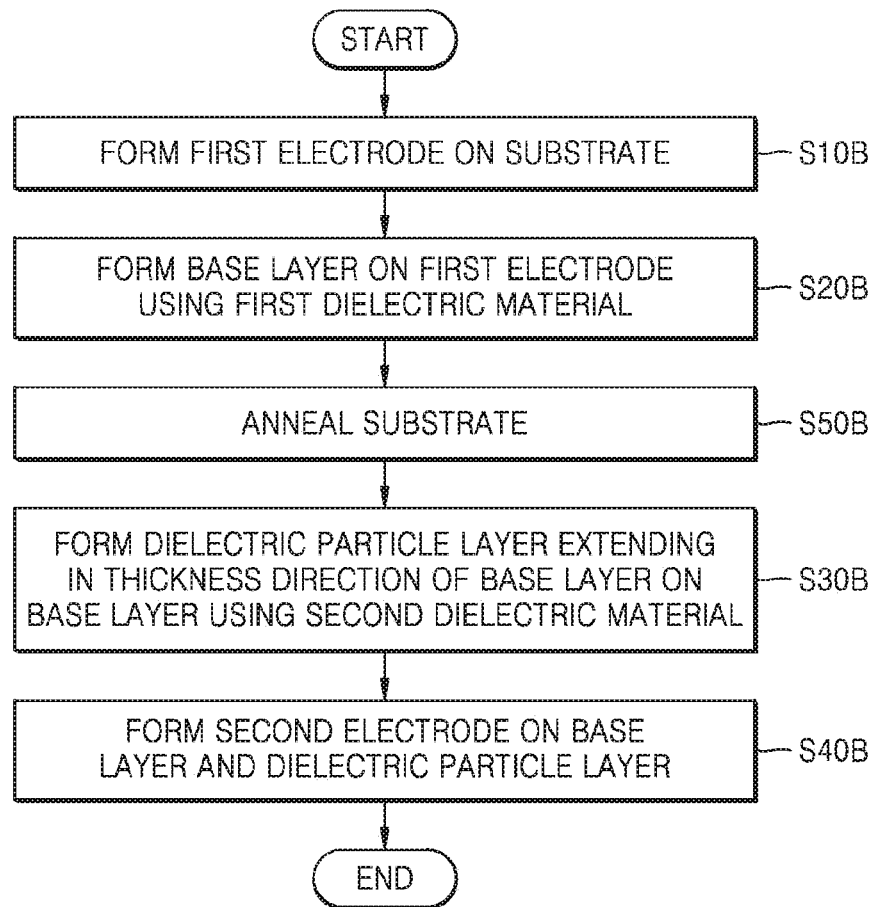 START
FORM FIRST ELECTRODE ON SUBSTRATE
S10B
FORM BASE LAYER ON FIRST ELECTRODE
USING FIRST DIELECTRIC MATERIAL
S20B
ANNEAL SUBSTRATE
S50B
FORM DIELECTRIC PARTICLE LAYER EXTENDING
IN THICKNESS DIRECTION OF BASE LAYER ON
BASE LAYER USING SECOND DIELECTRIC MATERIAL
S30B
FORM SECOND ELECTRODE ON BASE
LAYER AND DIELECTRIC PARTICLE LAYER
S40B
END